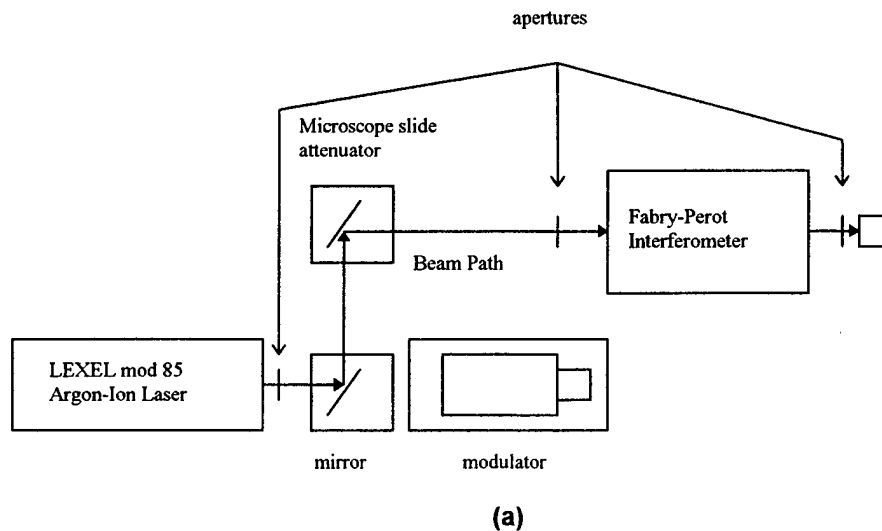 apertures
Microscope slide
attenuator
Fabry-Perot
Interferometer
Beam Path
LEXEL mod 85
Argon-Ion Laser
mirror
modulator
(a)